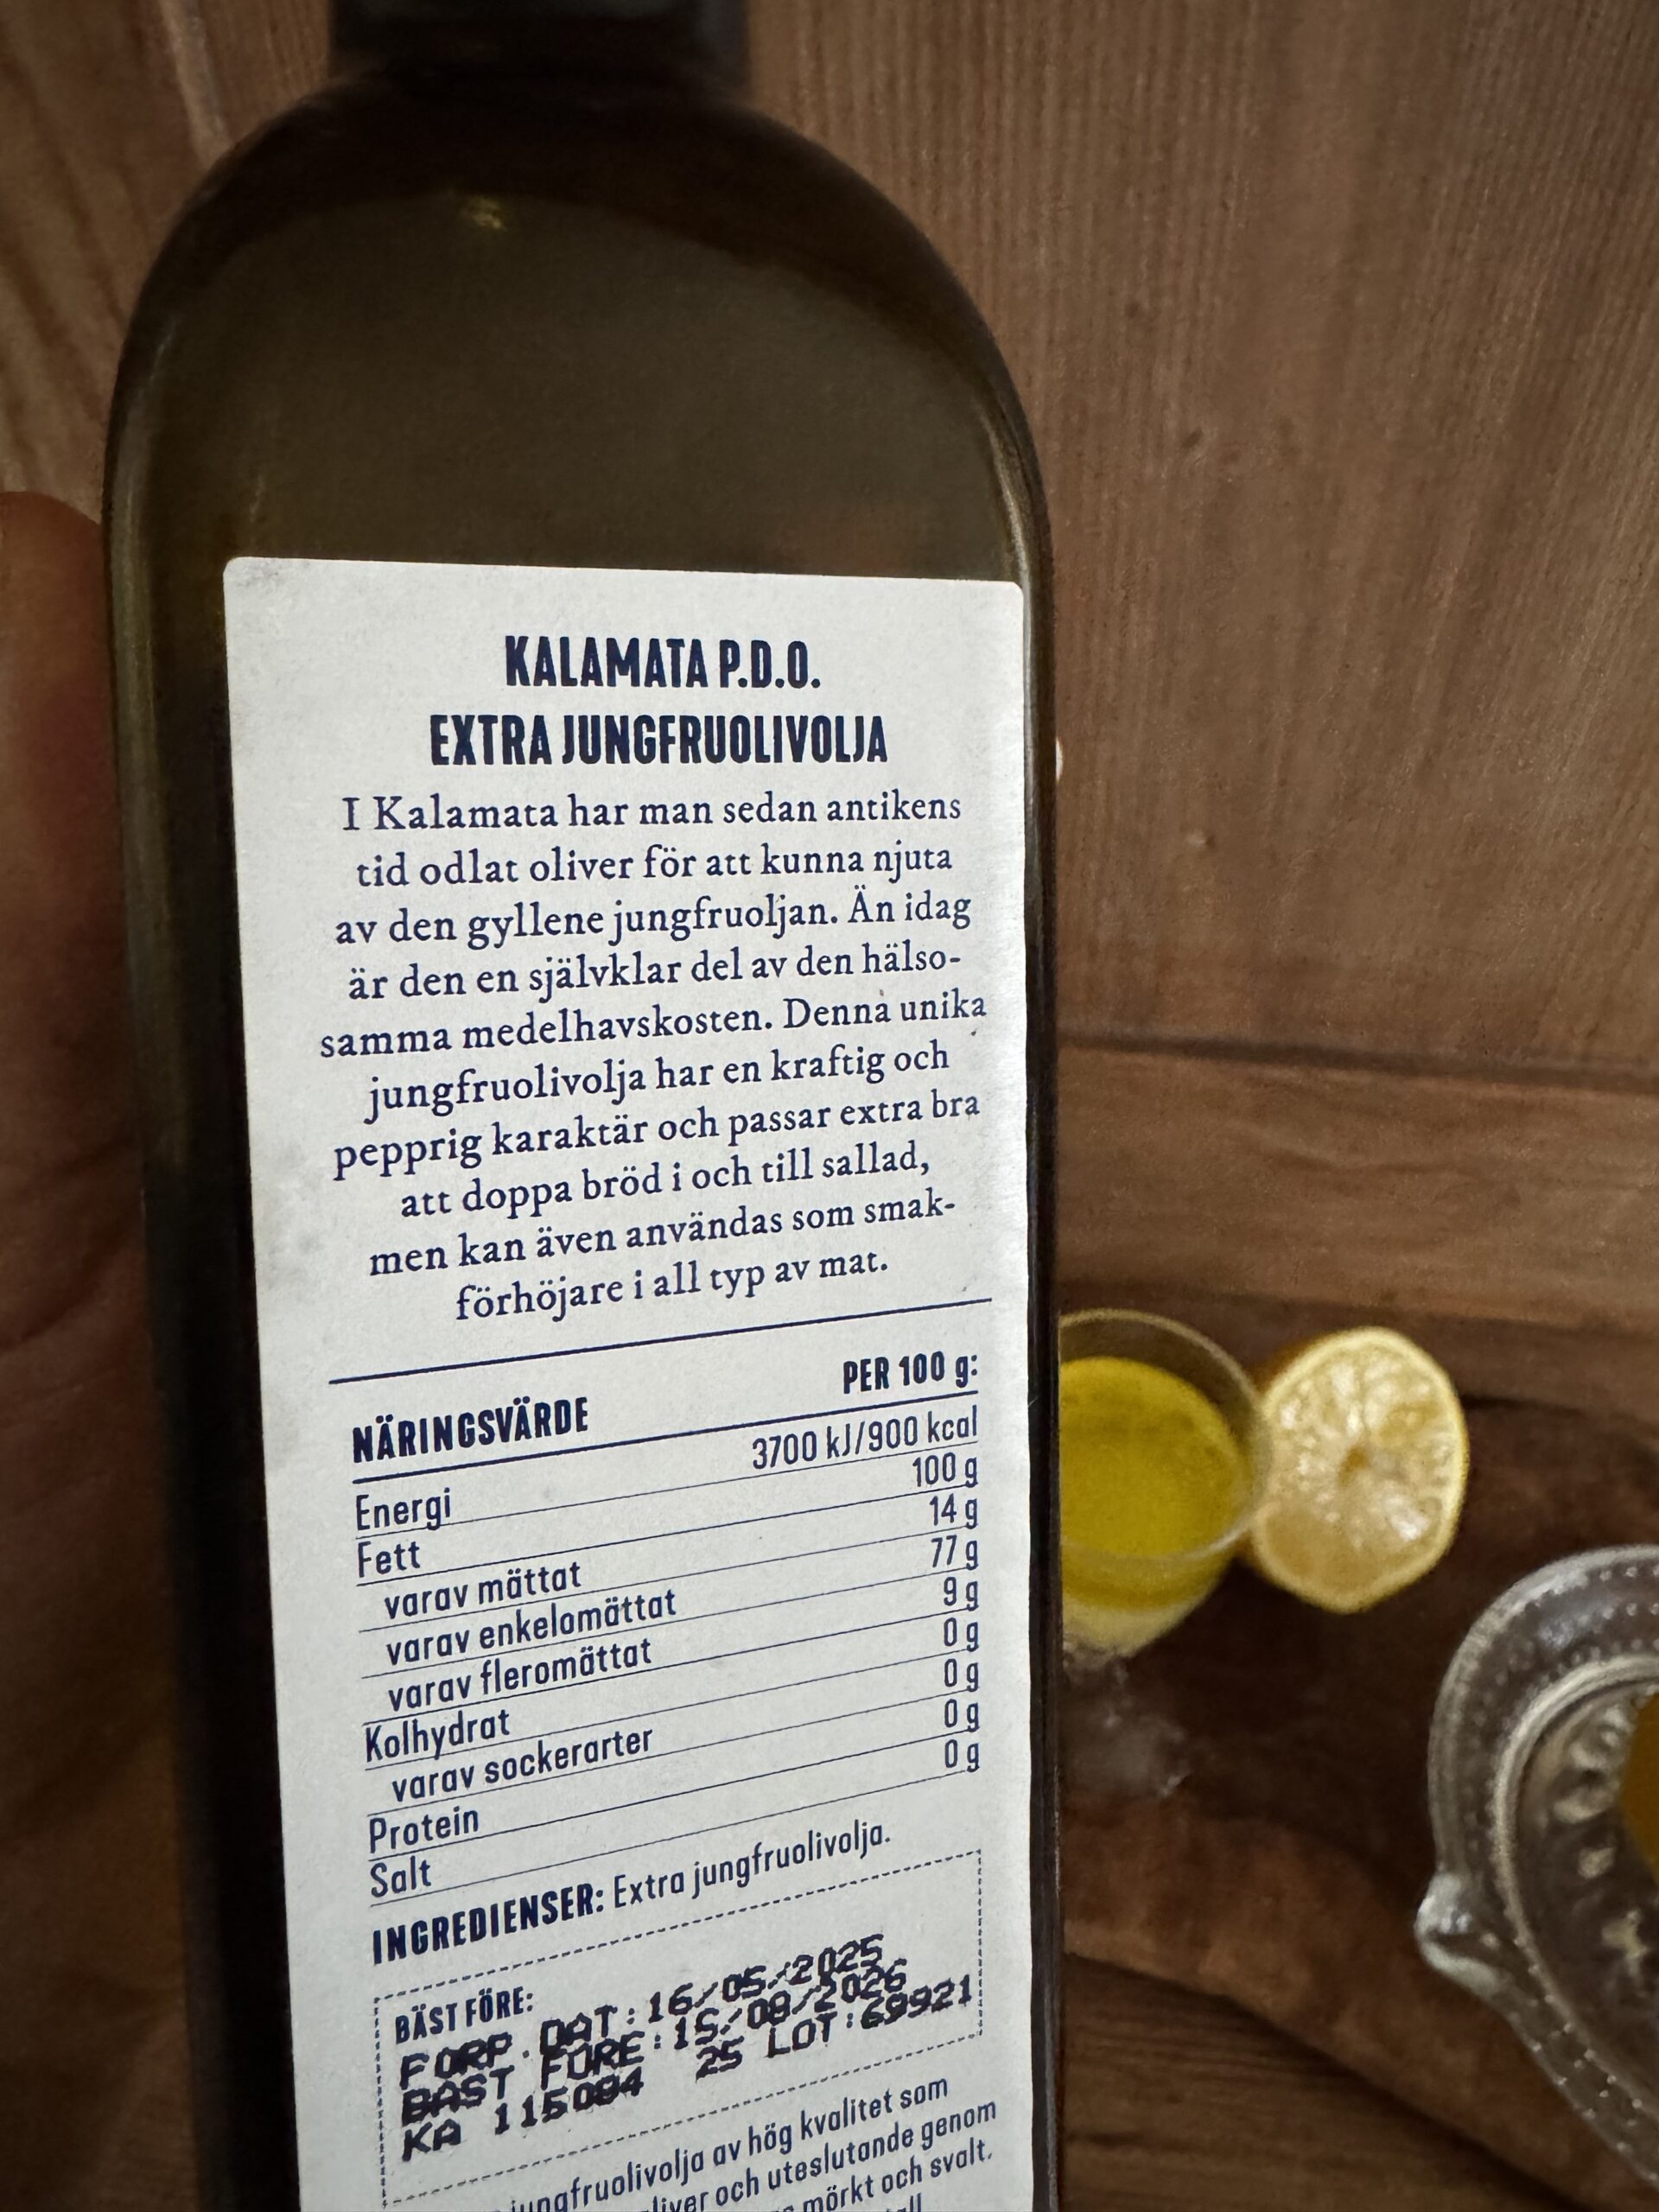 KALAMATA P.D.O.
EXTRA JUNGFRUOLIVOLJA
I Kalamata har man sedan antikens
tid odlat oliver för att kunna njuta
av den gyllene jungfruoljan. Än idag
är den en självklar del av den hälso-
samma medelhavskosten. Denna unika
jungfruolivolja har en kraftig och
pepprig karaktär och passar extra bra
att doppa bröd i och till sallad,
men kan även användas som smak-
förhöjare i all typ av mat.
NÄRINGSVÄRDE PER 100 g:
Energi 3700 kJ/900 kcal
Fett 100 g
varav mättat 14 g
varav enkelomättat 77 g
varav fleromättat 9 g
Kolhydrat 0 g
varav sockerarter 0 g
Protein 0 g
Salt 0 g
INGREDIENSER: Extra jungfruolivolja.
BÄST FÖRE:
FORP.DAT:16/05/2025
BAST FORE:15/08/2026
KA 115084 25 LOT:69921
jungfruolivolja av hög kvalitet som
och uteslutande genom
mörkt och svalt.